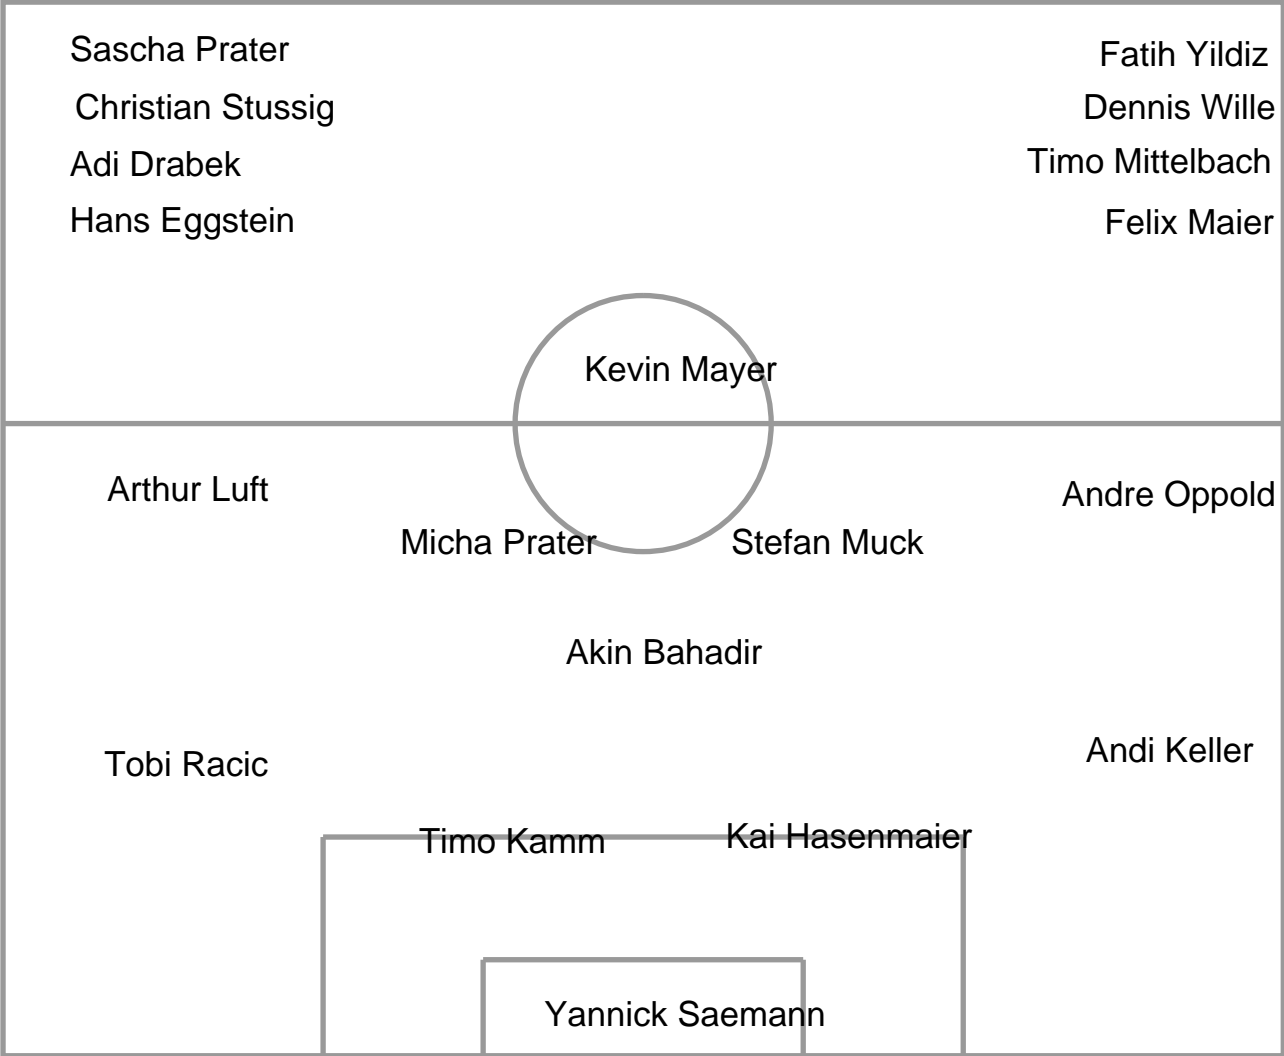 Sascha Prater
Fatih Yildiz
Christian Stussig
Dennis Wille
Adi Drabek
Timo Mittelbach
Hans Eggstein
Felix Maier
Kevin Mayer
Arthur Luft
Andre Oppold
Micha Prater
Stefan Muck
Akin Bahadir
Tobi Racic
Andi Keller
Timo Kamm
Kai Hasenmaier
Yannick Saemann